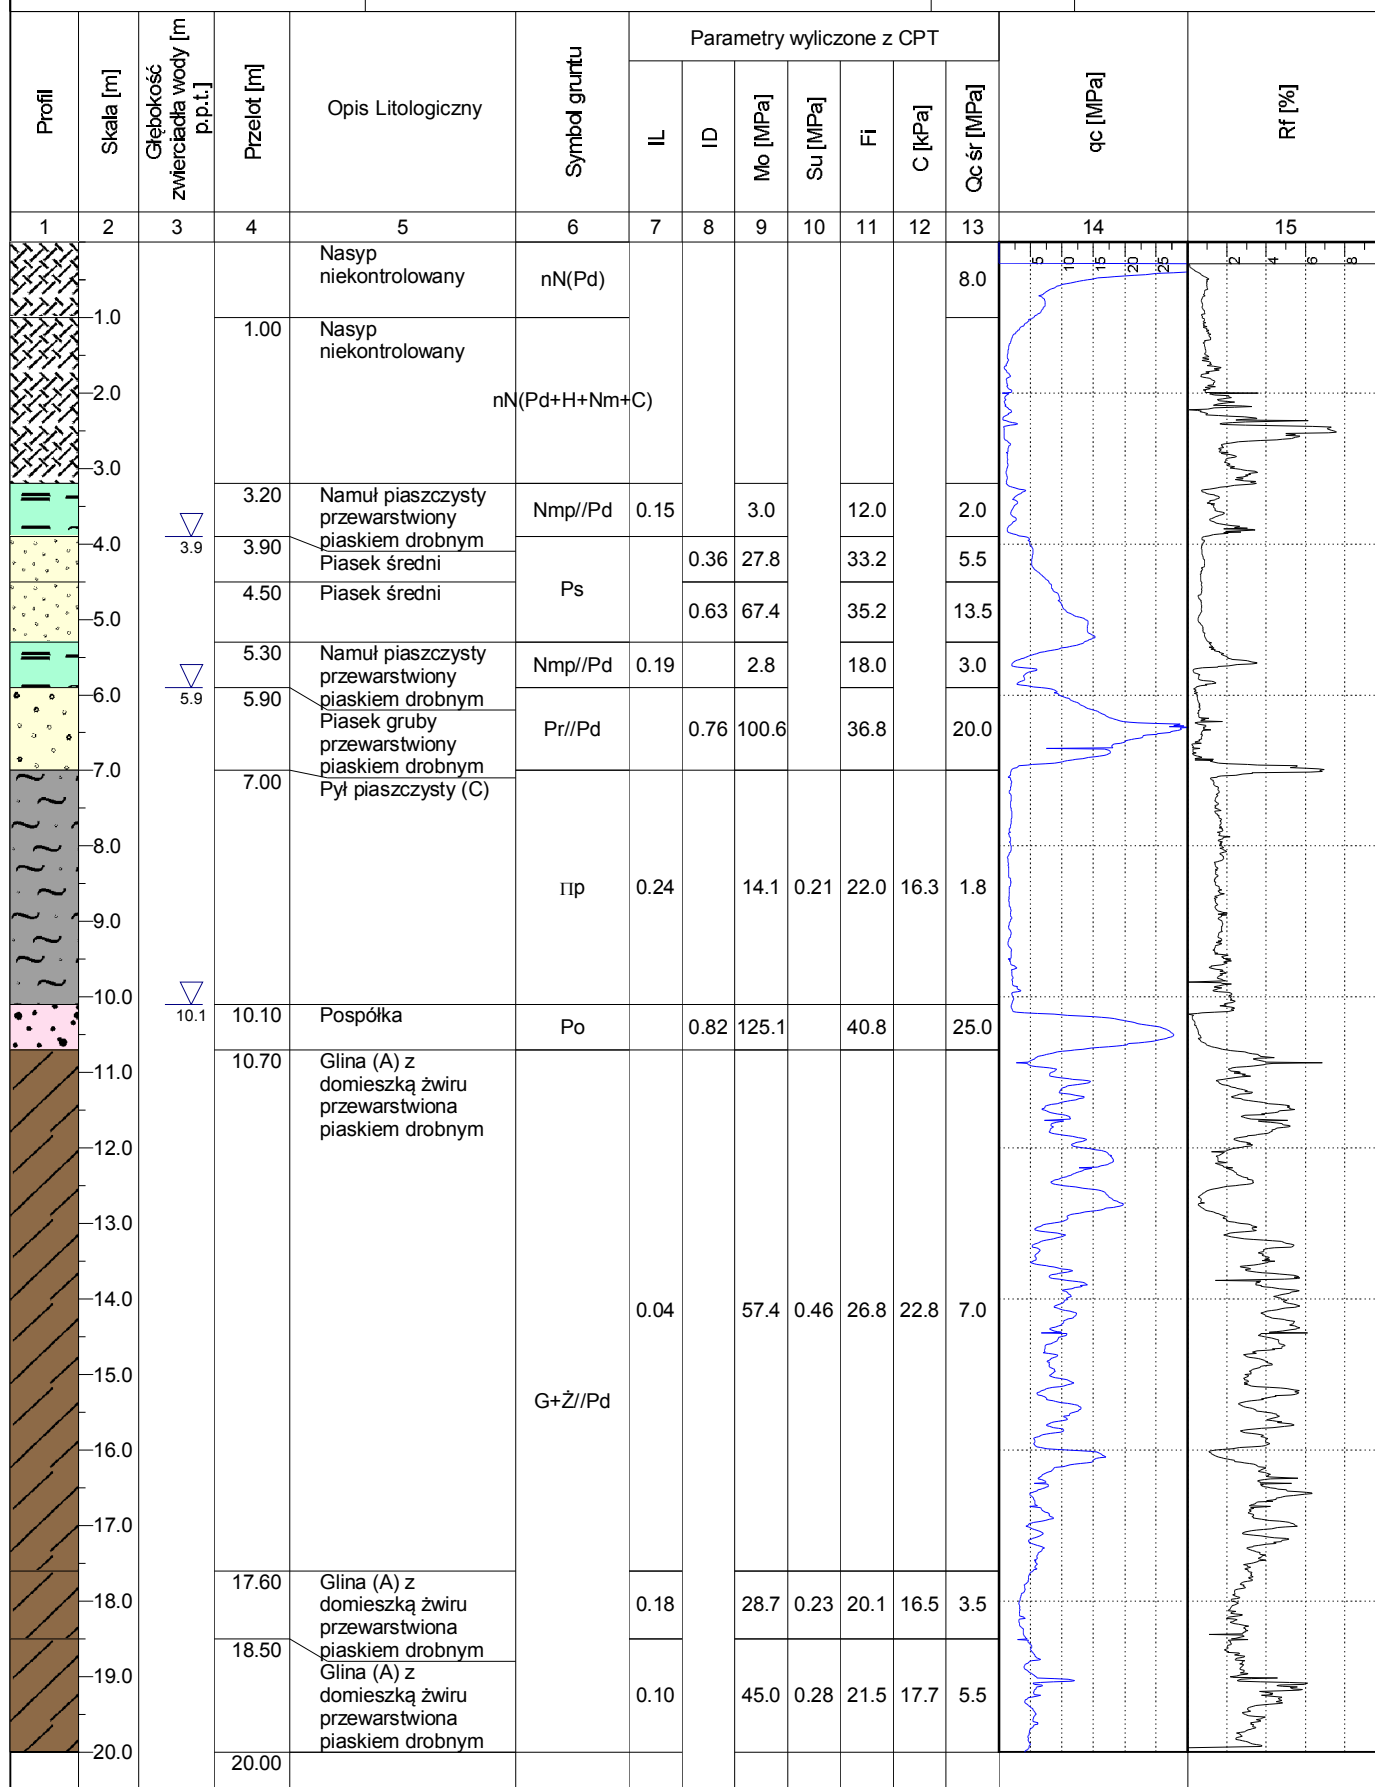 Parametry wyliczone z CPT
Profil
Skala [m]
Głębokość
zwierciadła wody [m
p.p.t.]
Przelot [m]
Opis Litologiczny
Symbol gruntu
IL
ID
Mo [MPa]
Su [MPa]
Fi
C [kPa]
Qc śr [MPa]
qc [MPa]
Rf [%]
1 2 3 4 5 6 7 8 9 10 11 12 13 14 15
5 10 15 20 25
2 4 6 8
Nasyp
niekontrolowany
nN(Pd)
8.0
1.0
1.00
Nasyp
niekontrolowany
2.0
nN(Pd+H+Nm+C)
3.0
3.20
Namuł piaszczysty
przewarstwiony
piaskiem drobnym
Nmp//Pd 0.15 3.0 12.0 2.0
4.0
3.9
3.90
Piasek średni
0.36 27.8 33.2 5.5
Ps
4.50
Piasek średni
5.0
0.63 67.4 35.2 13.5
5.30
Namuł piaszczysty
przewarstwiony
piaskiem drobnym
Nmp//Pd 0.19 2.8 18.0 3.0
6.0
5.9
5.90
Piasek gruby
przewarstwiony
piaskiem drobnym
Pr//Pd 0.76 100.6 36.8 20.0
7.0
7.00
Pył piaszczysty (C)
8.0
Πp 0.24 14.1 0.21 22.0 16.3 1.8
9.0
10.0
10.1
10.10
Pospółka
Po 0.82 125.1 40.8 25.0
10.70
Glina (A) z
domieszką żwiru
przewarstwiona
piaskiem drobnym
11.0
12.0
13.0
14.0
0.04 57.4 0.46 26.8 22.8 7.0
15.0
G+Ż//Pd
16.0
17.0
17.60
Glina (A) z
domieszką żwiru
przewarstwiona
piaskiem drobnym
18.0
0.18 28.7 0.23 20.1 16.5 3.5
18.50
Glina (A) z
domieszką żwiru
przewarstwiona
piaskiem drobnym
19.0
0.10 45.0 0.28 21.5 17.7 5.5
20.0
20.00